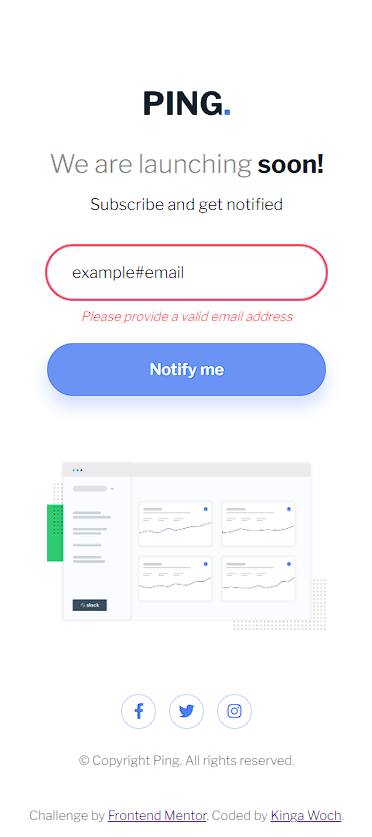 PING.
We are launching soon!
Subscribe and get notified
example#email
Please provide a valid email address
Notify me
slack
© Copyright Ping. All rights reserved.
Challenge by Frontend Mentor. Coded by Kinga Woch.